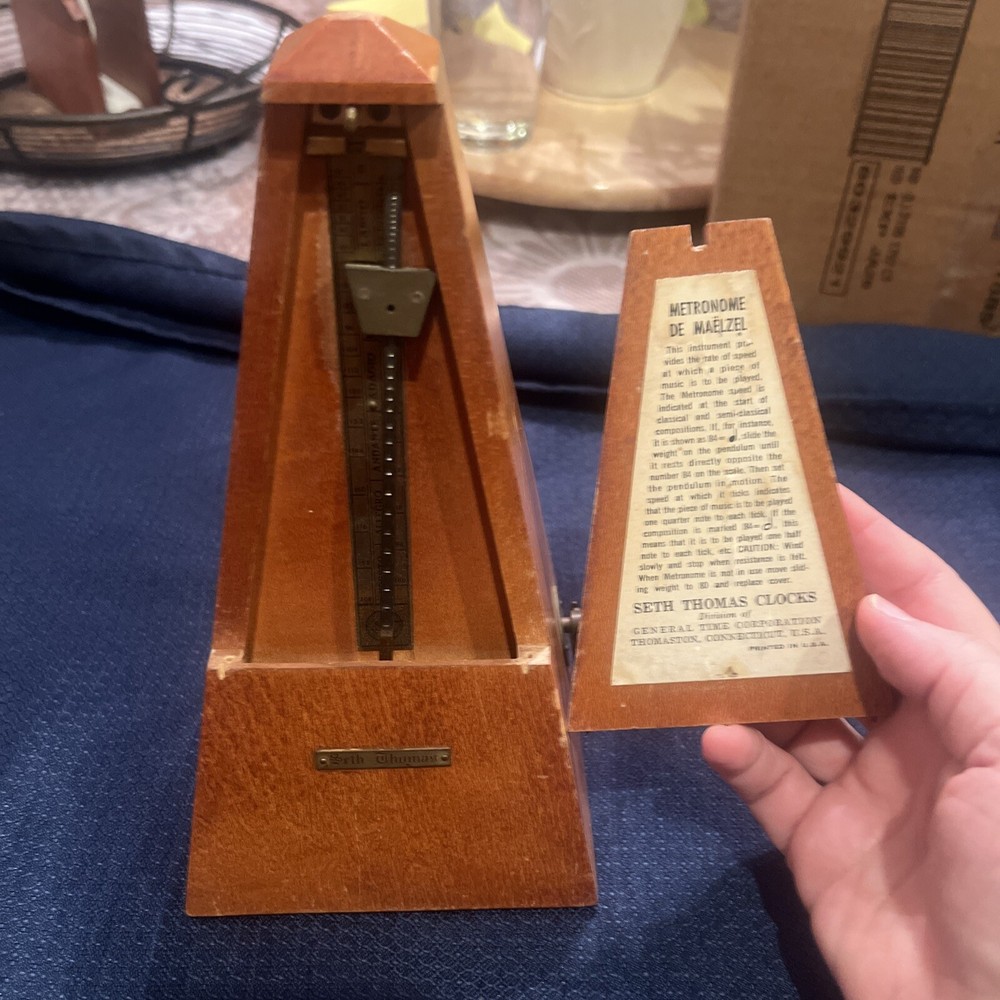 METRONOME
DE MAËLZEL
This instrument pro-
vides the rate of speed
at which a piece of
music is to be played.
The Metronome speed is
indicated at the start of
classical and semi-classical
compositions. If, for instance,
it is shown as 84=♩ slide the
weight on the pendulum until
it rests directly opposite the
number 84 on the scale. Then set
the pendulum in motion. The
speed at which it ticks indicates
that the piece of music is to be played
one quarter note to each tick. If the
composition is marked 84=𝅗𝅥 this
means that it is to be played one half
note to each tick, etc. CAUTION: Wind
slowly and stop when resistance is felt.
When Metronome is not in use move slid-
ing weight to 80 and replace cover.
SETH THOMAS CLOCKS
Division of
GENERAL TIME CORPORATION
THOMASTON, CONNECTICUT, U.S.A.
PRINTED IN U.S.A.
ANDANTE
Seth Thomas